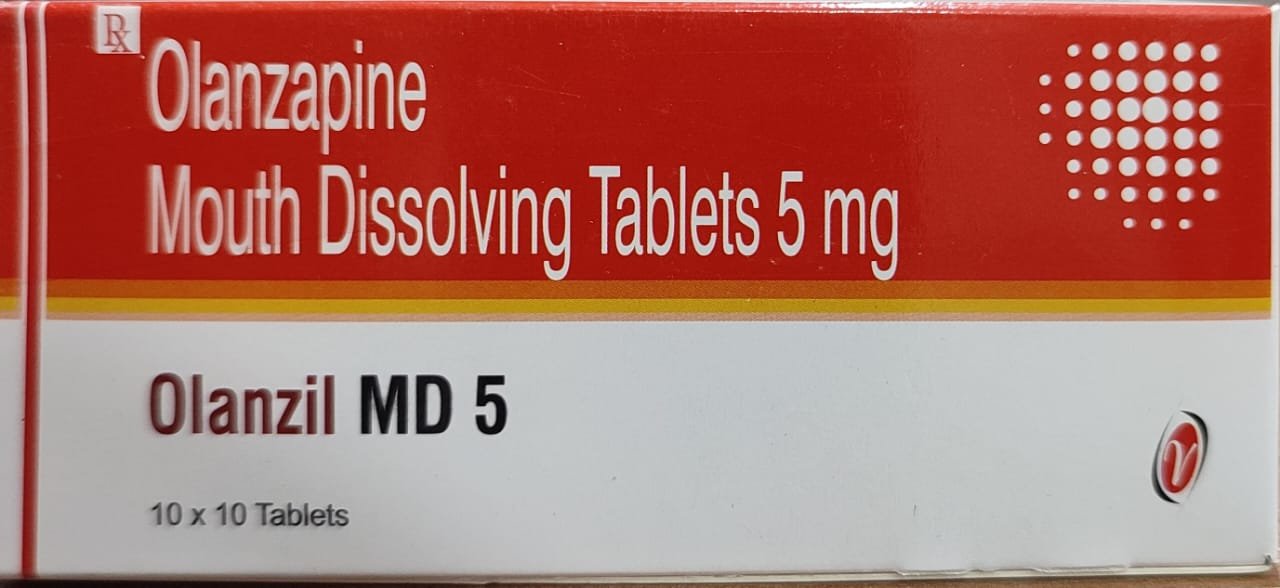 Rx
Olanzapine
Mouth Dissolving Tablets 5 mg
Olanzil MD 5
10 x 10 Tablets